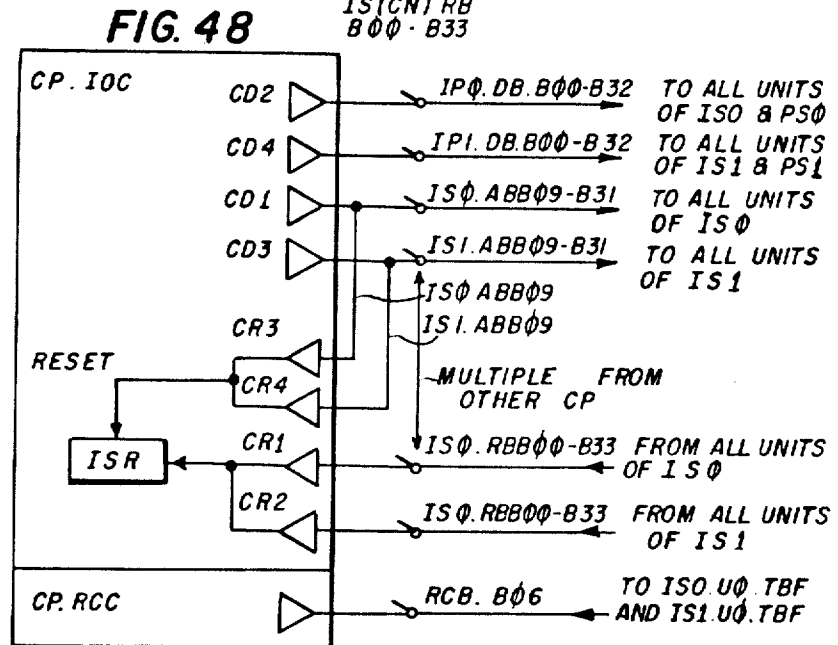 IS(CN)RB
BØØ-B33
FIG. 48
CP. IOC
CD2
IPØ.DB.BØØ-B32
TO ALL UNITS
OF ISO & PSØ
CD4
IP1.DB.BØØ-B32
TO ALL UNITS
OF IS1 & PS1
CD1
ISØ.ABBØ9-B31
TO ALL UNITS
OF ISØ
CD3
IS1.ABBØ9-B31
TO ALL UNITS
OF IS1
ISØ ABBØ9
IS1.ABBØ9
CR3
RESET
CR4
MULTIPLE FROM
OTHER CP
CR1
ISR
ISØ.RBBØØ-B33
FROM ALL UNITS
OF ISØ
CR2
ISØ.RBBØØ-B33
FROM ALL UNITS
OF IS1
CP.RCC
RCB. BØ6
TO ISO.UØ.TBF
AND IS1.UØ.TBF